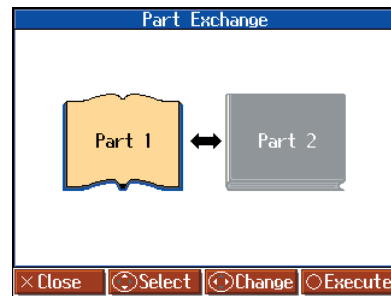 Part Exchange
Part 1
Part 2
×Close
Select
Change
○Execute